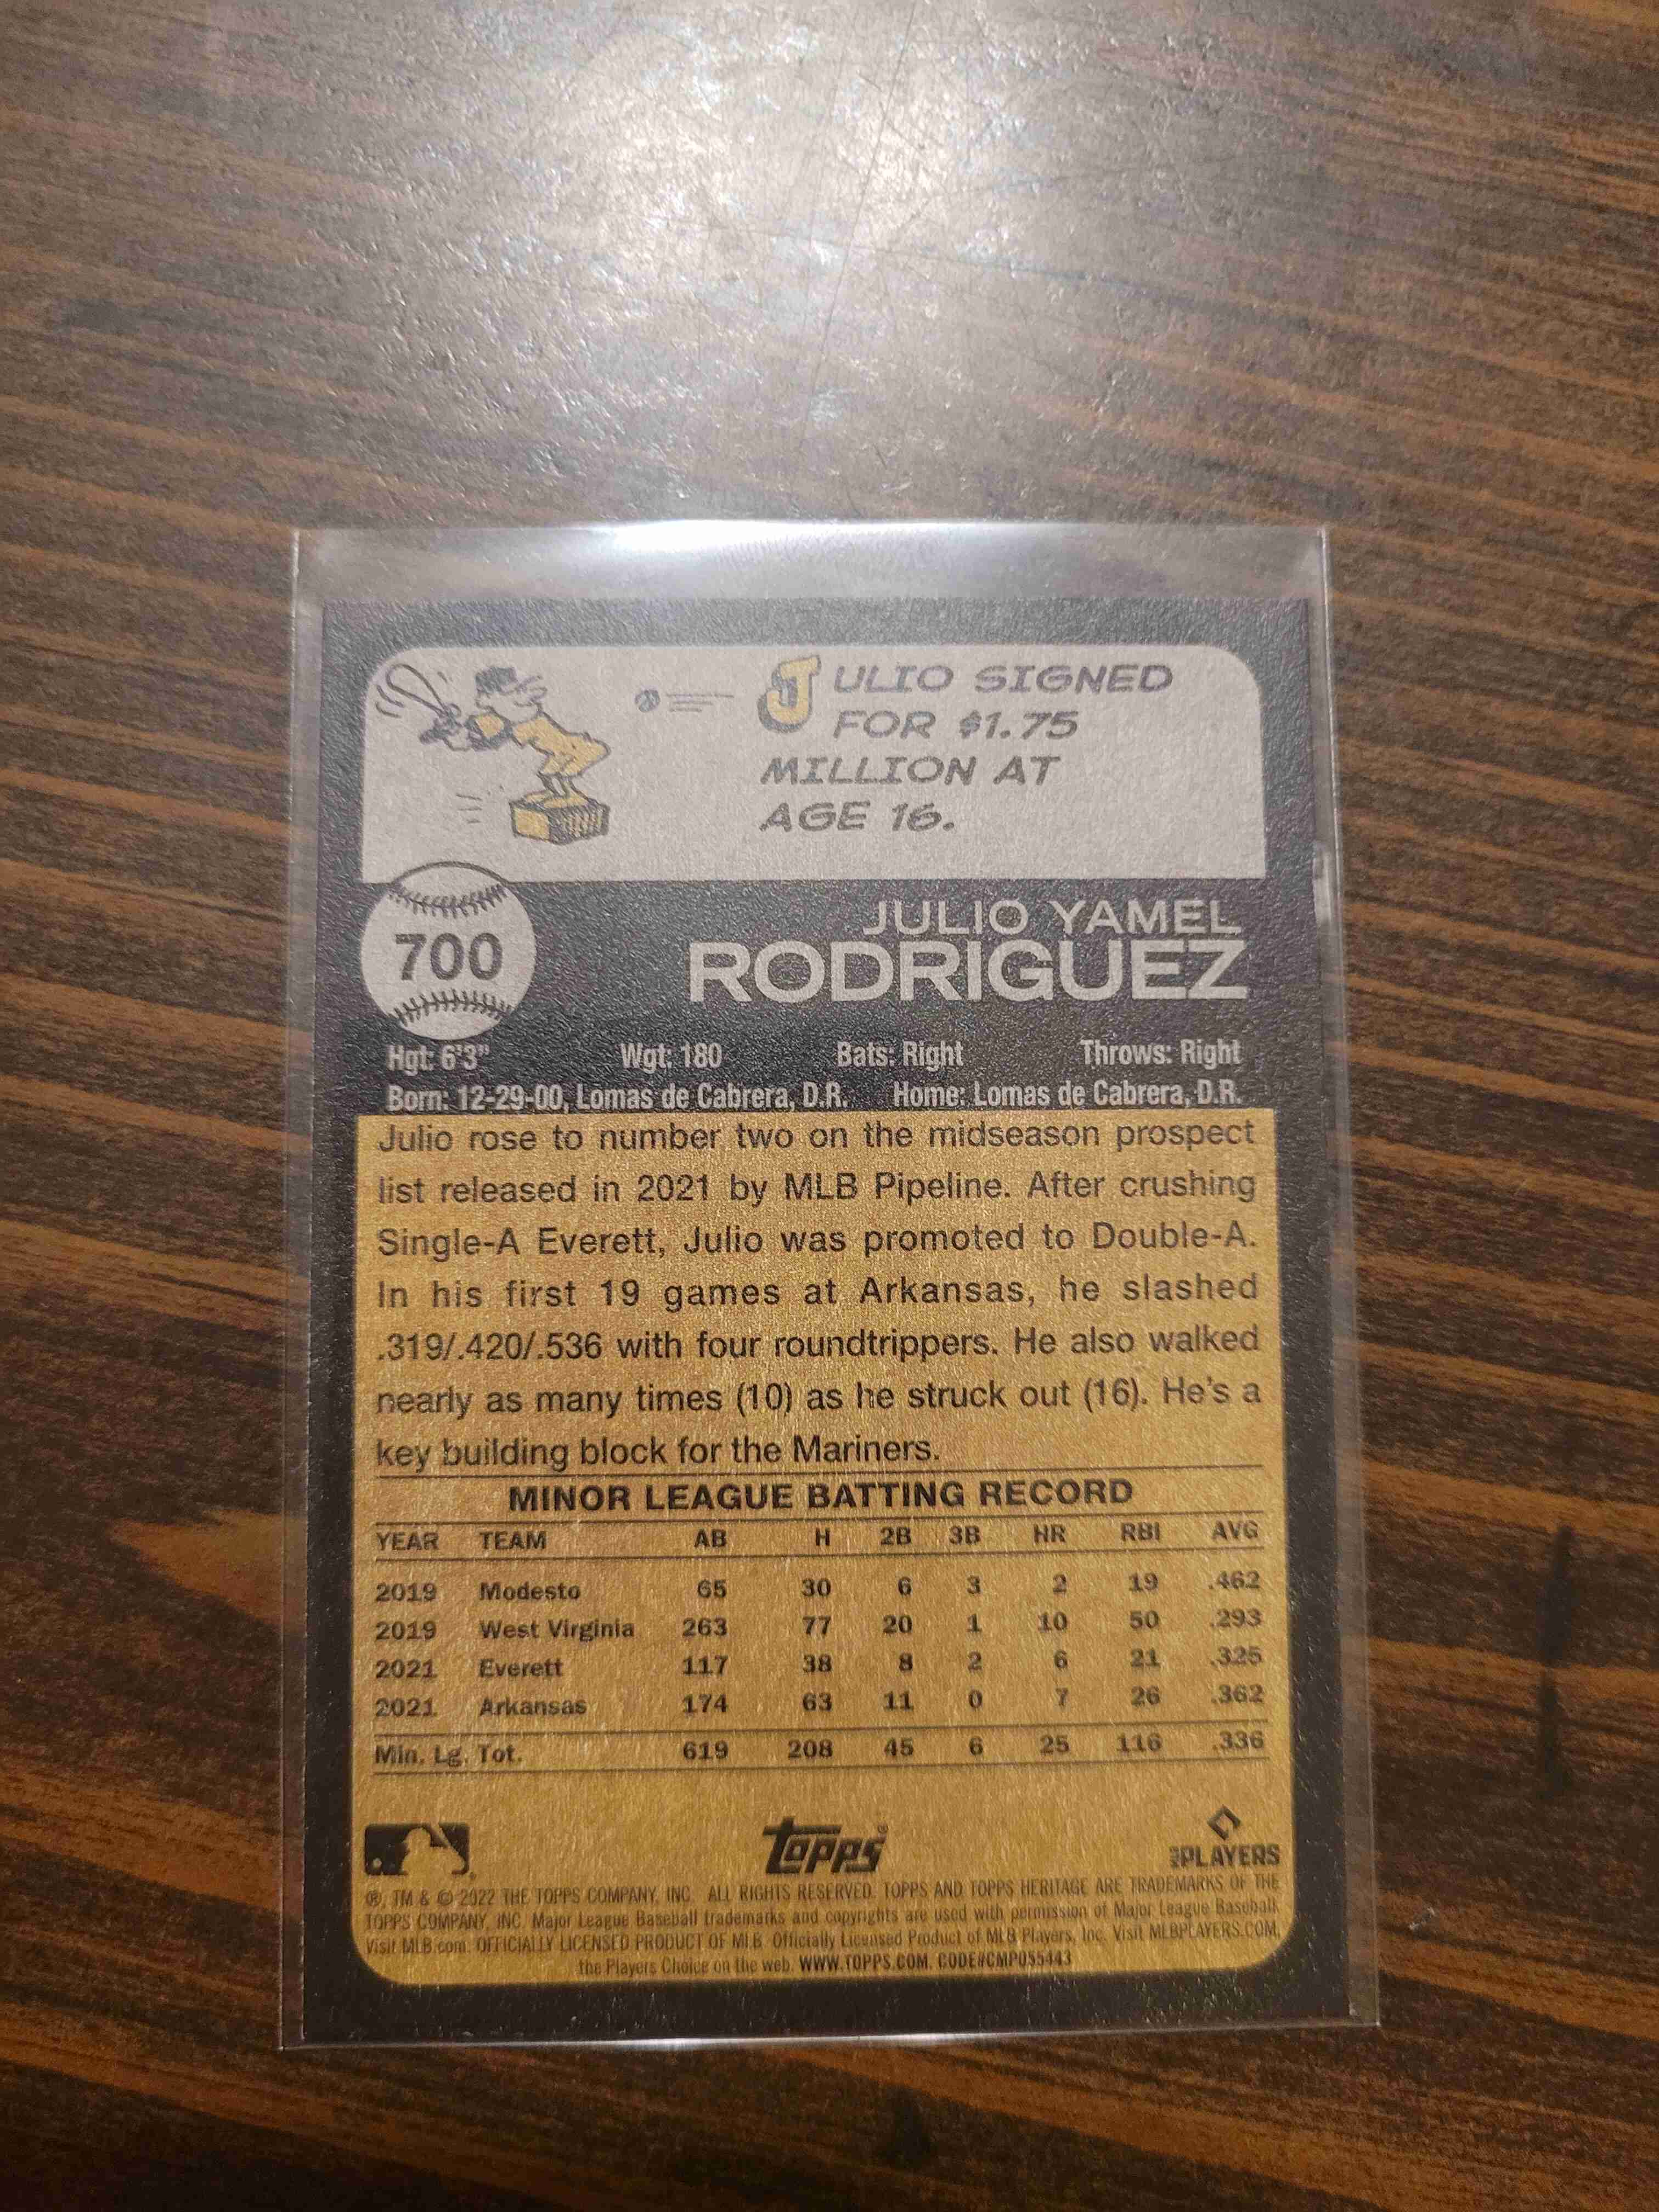 JULIO SIGNED
FOR $1.75
MILLION AT
AGE 16.
700
JULIO YAMEL
RODRIGUEZ
Hgt: 6'3" Wgt: 180 Bats: Right Throws: Right
Born: 12-29-00, Lomas de Cabrera, D.R. Home: Lomas de Cabrera, D.R.
Julio rose to number two on the midseason prospect
list released in 2021 by MLB Pipeline. After crushing
Single-A Everett, Julio was promoted to Double-A.
In his first 19 games at Arkansas, he slashed
.319/.420/.536 with four roundtrippers. He also walked
nearly as many times (10) as he struck out (16). He's a
key building block for the Mariners.
MINOR LEAGUE BATTING RECORD
YEAR TEAM AB H 2B 3B HR RBI AVG
2019 Modesto 65 30 6 3 2 19 .462
2019 West Virginia 263 77 20 1 10 50 .293
2021 Everett 117 38 8 2 6 21 .325
2021 Arkansas 174 63 11 0 7 26 .362
Min. Lg. Tot. 619 208 45 6 25 116 .336
topps®
PLAYERS
®, TM & © 2022 THE TOPPS COMPANY, INC. ALL RIGHTS RESERVED. TOPPS AND TOPPS HERITAGE ARE TRADEMARKS OF THE
TOPPS COMPANY, INC. Major League Baseball trademarks and copyrights are used with permission of Major League Baseball.
Visit MLB.com. OFFICIALLY LICENSED PRODUCT OF MLB Officially Licensed Product of MLB Players, Inc. Visit MLBPLAYERS.COM,
the Players Choice on the web. WWW.TOPPS.COM. CODE#CMP055443